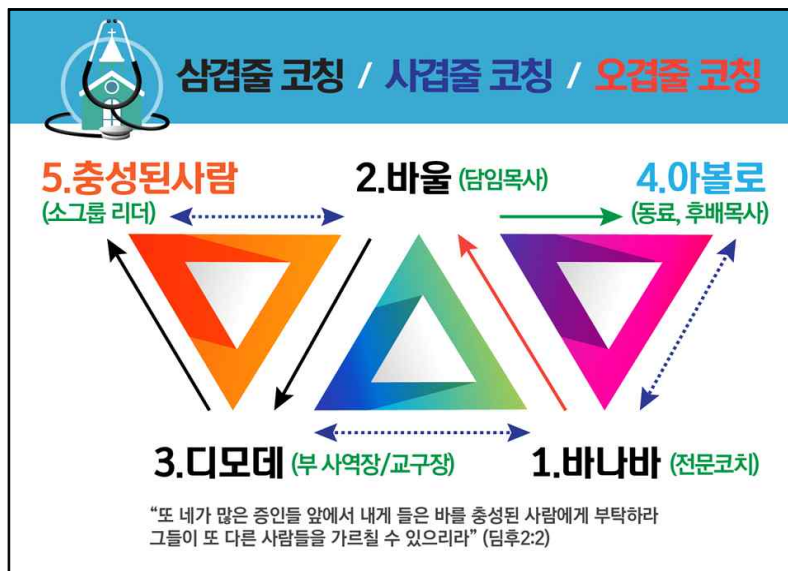 삼겹줄 코칭 / 사겹줄 코칭 / 오겹줄 코칭
5.충성된사람
(소그룹 리더)
2.바울 (담임목사)
4.아볼로
(동료, 후배목사)
3.디모데 (부 사역장/교구장)
1.바나바 (전문코치)
“또 네가 많은 증인들 앞에서 내게 들은 바를 충성된 사람에게 부탁하라
그들이 또 다른 사람들을 가르칠 수 있으리라” (딤후2:2)